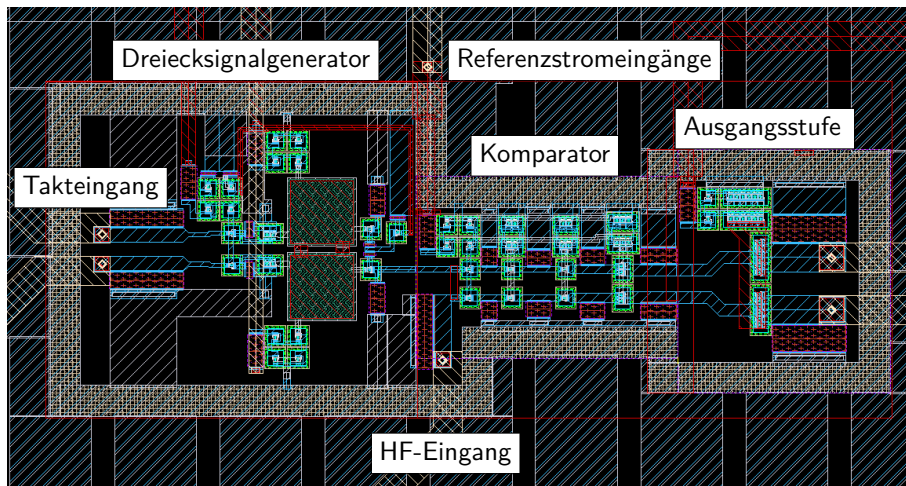 Dreiecksignalgenerator
Referenzstromeingänge
Ausgangsstufe
Komparator
Takteingang
HF-Eingang